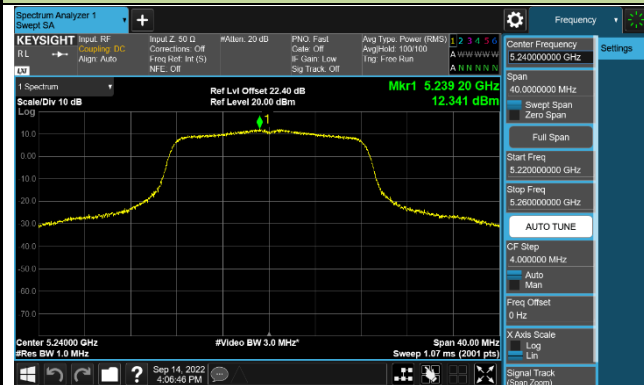 Spectrum Analyzer 1
Swept SA
Frequency
KEYSIGHT
RL
LXI
Input: RF
Coupling: DC
Align: Auto
Input Z: 50 Ω
Corrections: Off
Freq Ref: Int (S)
NFE: Off
#Atten: 20 dB
PNO: Fast
Gate: Off
IF Gain: Low
Sig Track: Off
Avg Type: Power (RMS)
Avg|Hold: 100/100
Trig: Free Run
1 2 3 4 5 6
A W W W W W
A N N N N N
1 Spectrum
Scale/Div 10 dB
Log
Ref Lvl Offset 22.40 dB
Ref Level 20.00 dBm
Mkr1 5.239 20 GHz
12.341 dBm
1
10.0
0.00
-10.0
-20.0
-30.0
-40.0
-50.0
-60.0
-70.0
Center 5.24000 GHz
#Res BW 1.0 MHz
#Video BW 3.0 MHz*
Span 40.00 MHz
Sweep 1.07 ms (2001 pts)
Center Frequency
5.240000000 GHz
Settings
Span
40.0000000 MHz
Swept Span
Zero Span
Full Span
Start Freq
5.220000000 GHz
Stop Freq
5.260000000 GHz
AUTO TUNE
CF Step
4.000000 MHz
Auto
Man
Freq Offset
0 Hz
X Axis Scale
Log
Lin
Signal Track
(Span Zoom)
?
Sep 14, 2022
4:06:46 PM